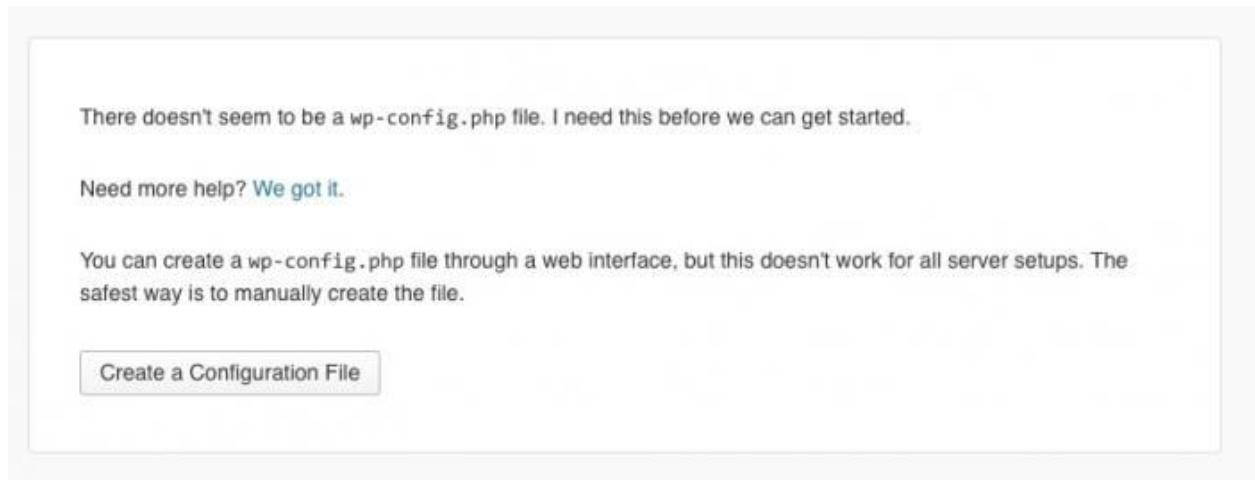 There doesn't seem to be a wp-config.php file. I need this before we can get started.
Need more help? We got it.
You can create a wp-config.php file through a web interface, but this doesn't work for all server setups. The
safest way is to manually create the file.
Create a Configuration File